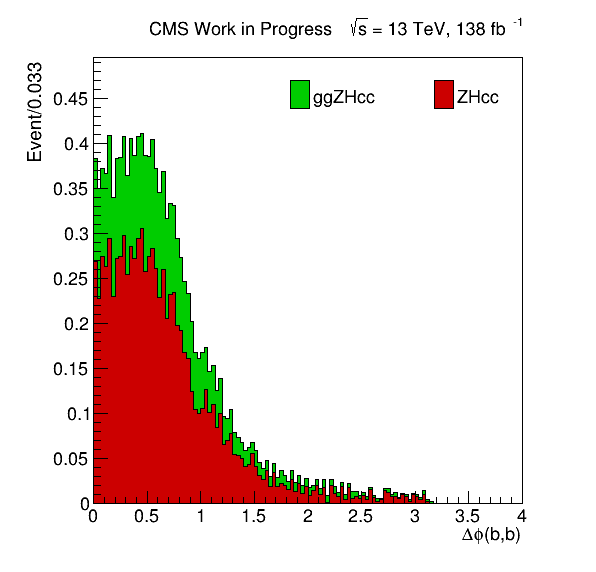 CMS Work in Progress √s = 13 TeV, 138 fb⁻¹
Event/0.033
ggZHcc ZHcc
0.45
0.4
0.35
0.3
0.25
0.2
0.15
0.1
0.05
0
0 0.5 1 1.5 2 2.5 3 3.5 4
Δϕ(b,b)